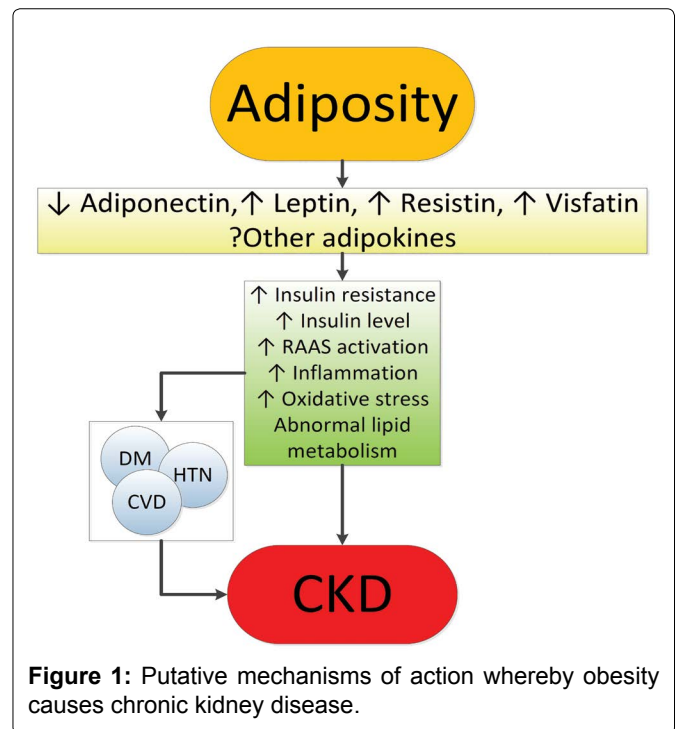 Adiposity
↓ Adiponectin,↑ Leptin, ↑ Resistin, ↑ Visfatin
?Other adipokines
↑ Insulin resistance
↑ Insulin level
↑ RAAS activation
↑ Inflammation
↑ Oxidative stress
Abnormal lipid
metabolism
DM
HTN
CVD
CKD
Figure 1: Putative mechanisms of action whereby obesity
causes chronic kidney disease.